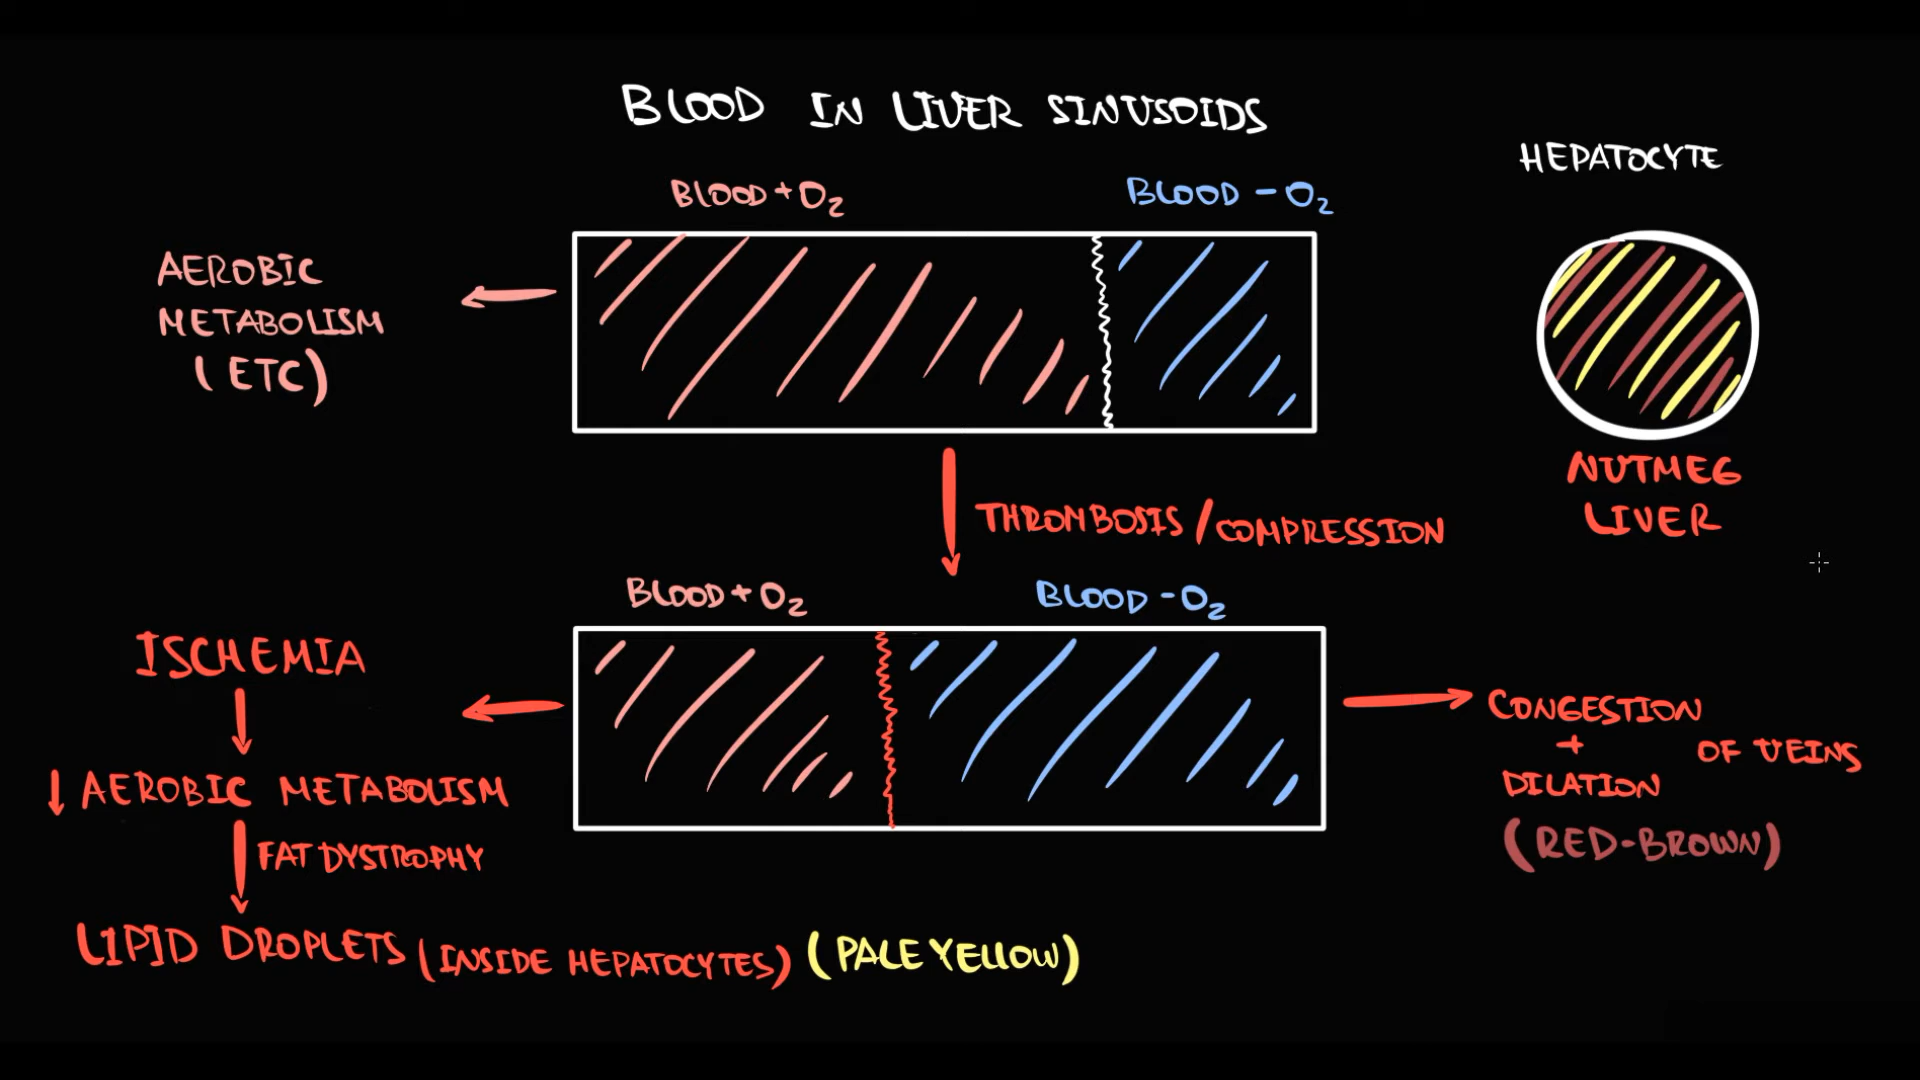 BLOOD IN LIVER SINUSOIDS
HEPATOCYTE
BLOOD + O2
BLOOD - O2
AEROBIC
METABOLISM
(ETC)
NUTMEG
LIVER
THROMBOSIS/COMPRESSION
BLOOD + O2
BLOOD - O2
ISCHEMIA
↓ AEROBIC METABOLISM
FAT DYSTROPHY
LIPID DROPLETS (INSIDE HEPATOCYTES) (PALE YELLOW)
CONGESTION
+
DILATION
OF VEINS
(RED-BROWN)